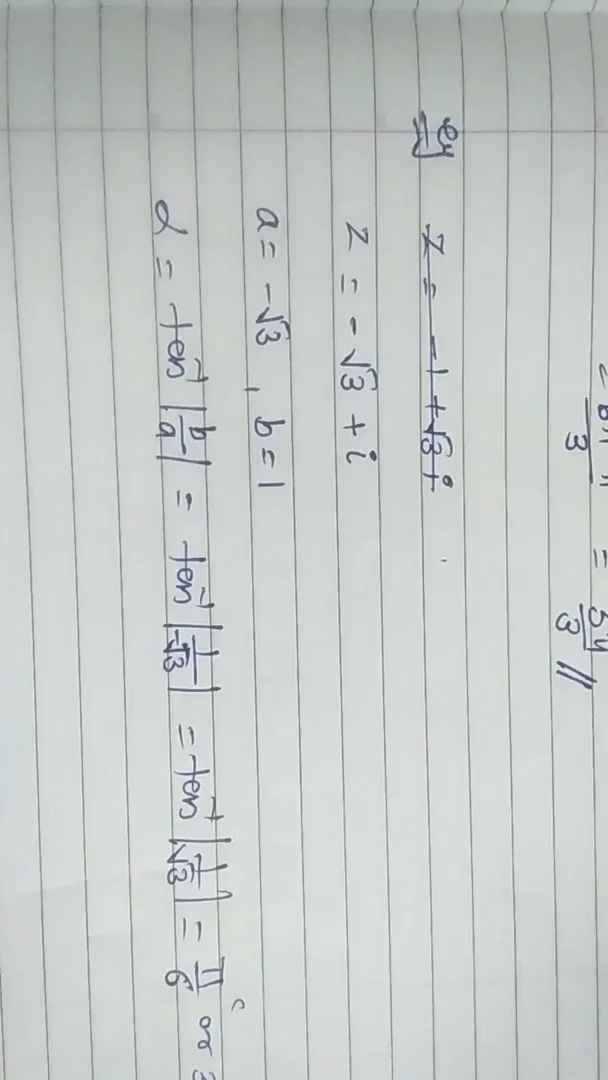 = 5π/3 //
ex) z = -1 + √3 i
z = -√3 + i
a = -√3 , b = 1
α = tan⁻¹ |b/a| = tan⁻¹ |1/-√3| = tan⁻¹ |1/√3| = π/6 ᶜ or